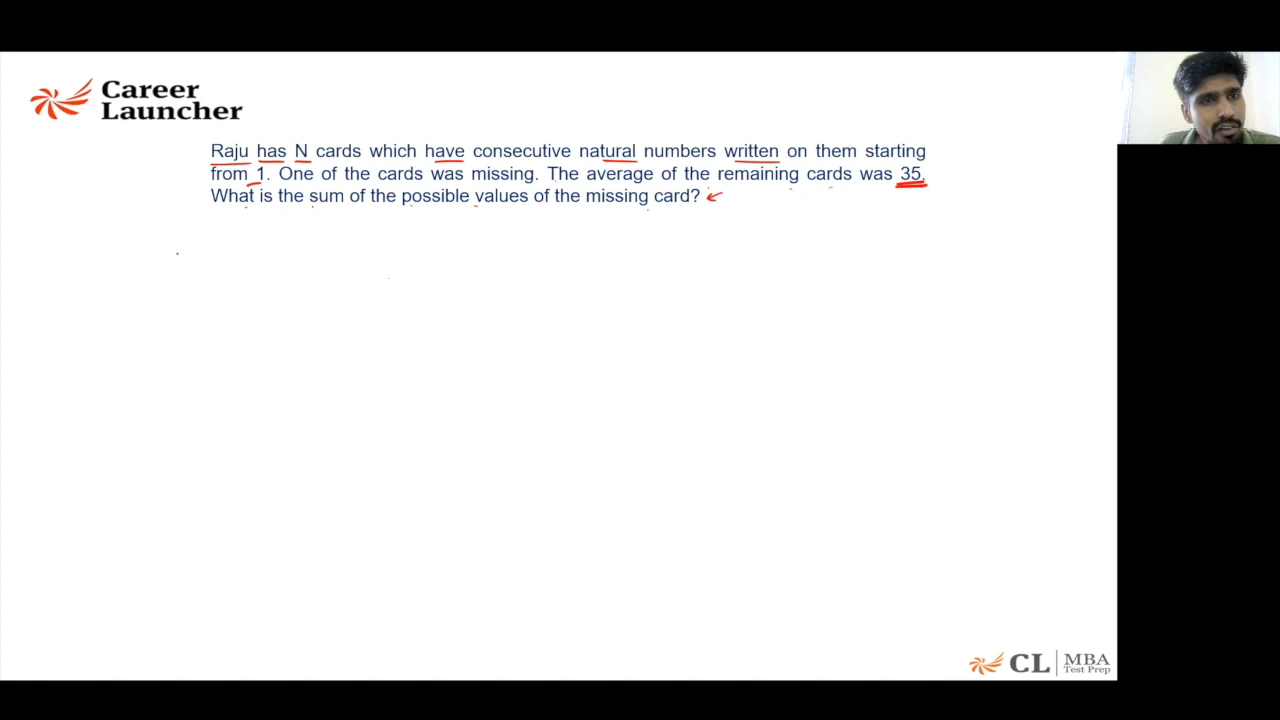 Career
Launcher
Raju has N cards which have consecutive natural numbers written on them starting
from 1. One of the cards was missing. The average of the remaining cards was 35.
What is the sum of the possible values of the missing card?
CL MBA
Test Prep